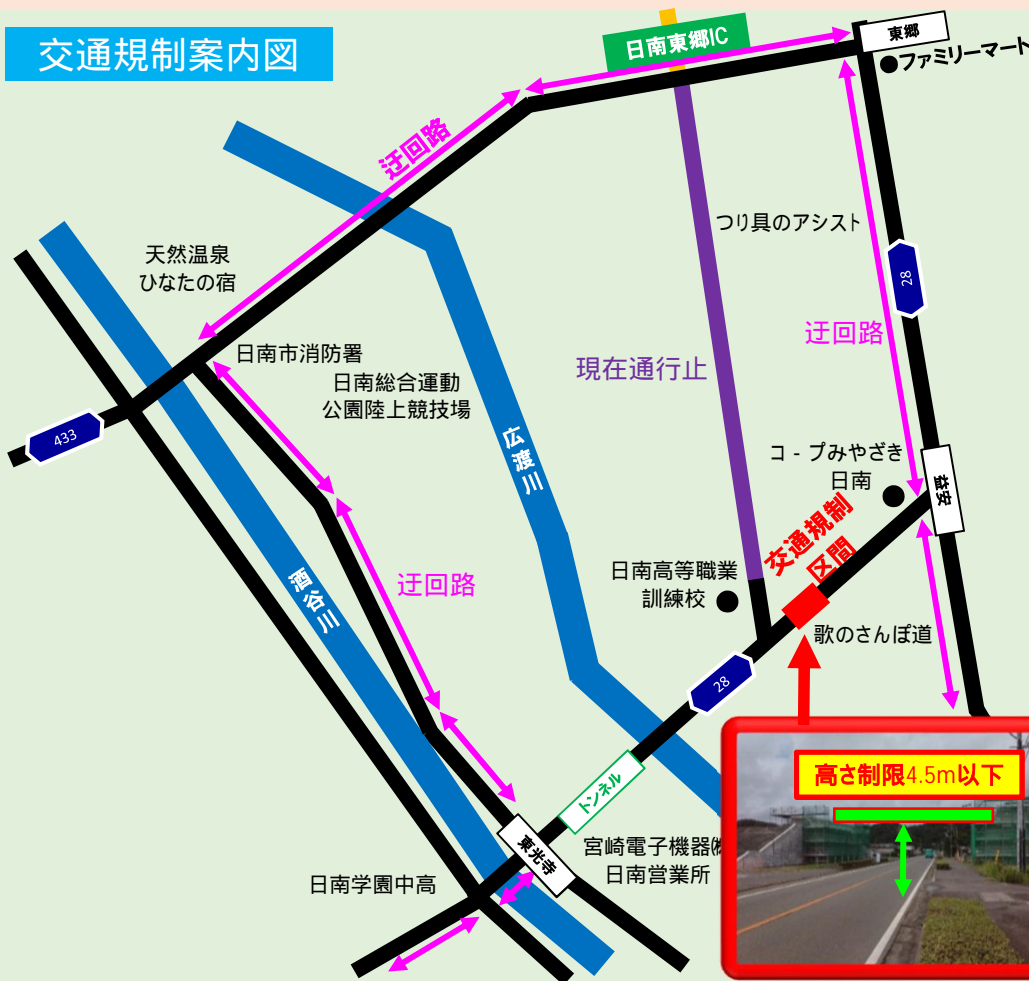 交通規制案内図
日南東郷IC
東郷
●ファミリーマート
迂回路
つり具のアシスト
天然温泉
ひなたの宿
28
迂回路
日南市消防署
現在通行止
日南総合運動
公園陸上競技場
433
広渡川
コ-プみやざき
日南
益安
交通規制
区間
日南高等職業
訓練校
迂回路
酒谷川
歌のさんぽ道
28
トンネル
高さ制限4.5m以下
東光寺
宮崎電子機器㈱
日南営業所
日南学園中高